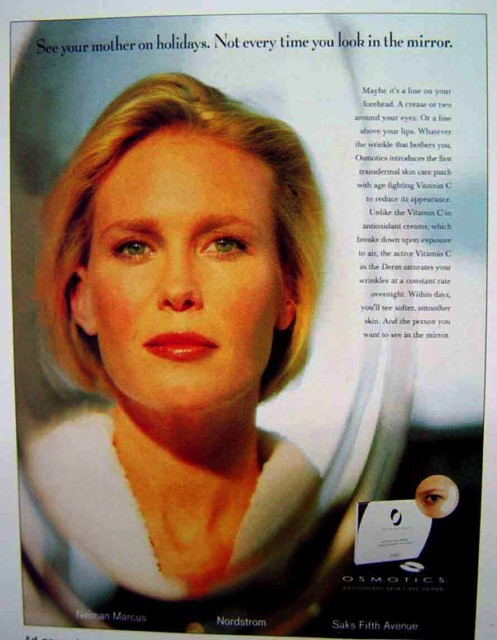 See your mother on holidays. Not every time you look in the mirror.
Maybe it's a line on your
forehead. A crease or two
around your eyes. Or a line
above your lips. Whatever
the wrinkle that bothers you,
Osmotics introduces the first
transdermal skin care patch
with age-fighting Vitamin C
to reduce its appearance.
Unlike the Vitamin C in
antioxidant creams, which
breaks down upon exposure
to air, the active Vitamin C
in the Derm saturates your
wrinkles at a constant rate
overnight. Within days,
you'll see softer, smoother
skin. And the person you
want to see in the mirror.
OSMOTICS
Neiman Marcus
Nordstrom
Saks Fifth Avenue